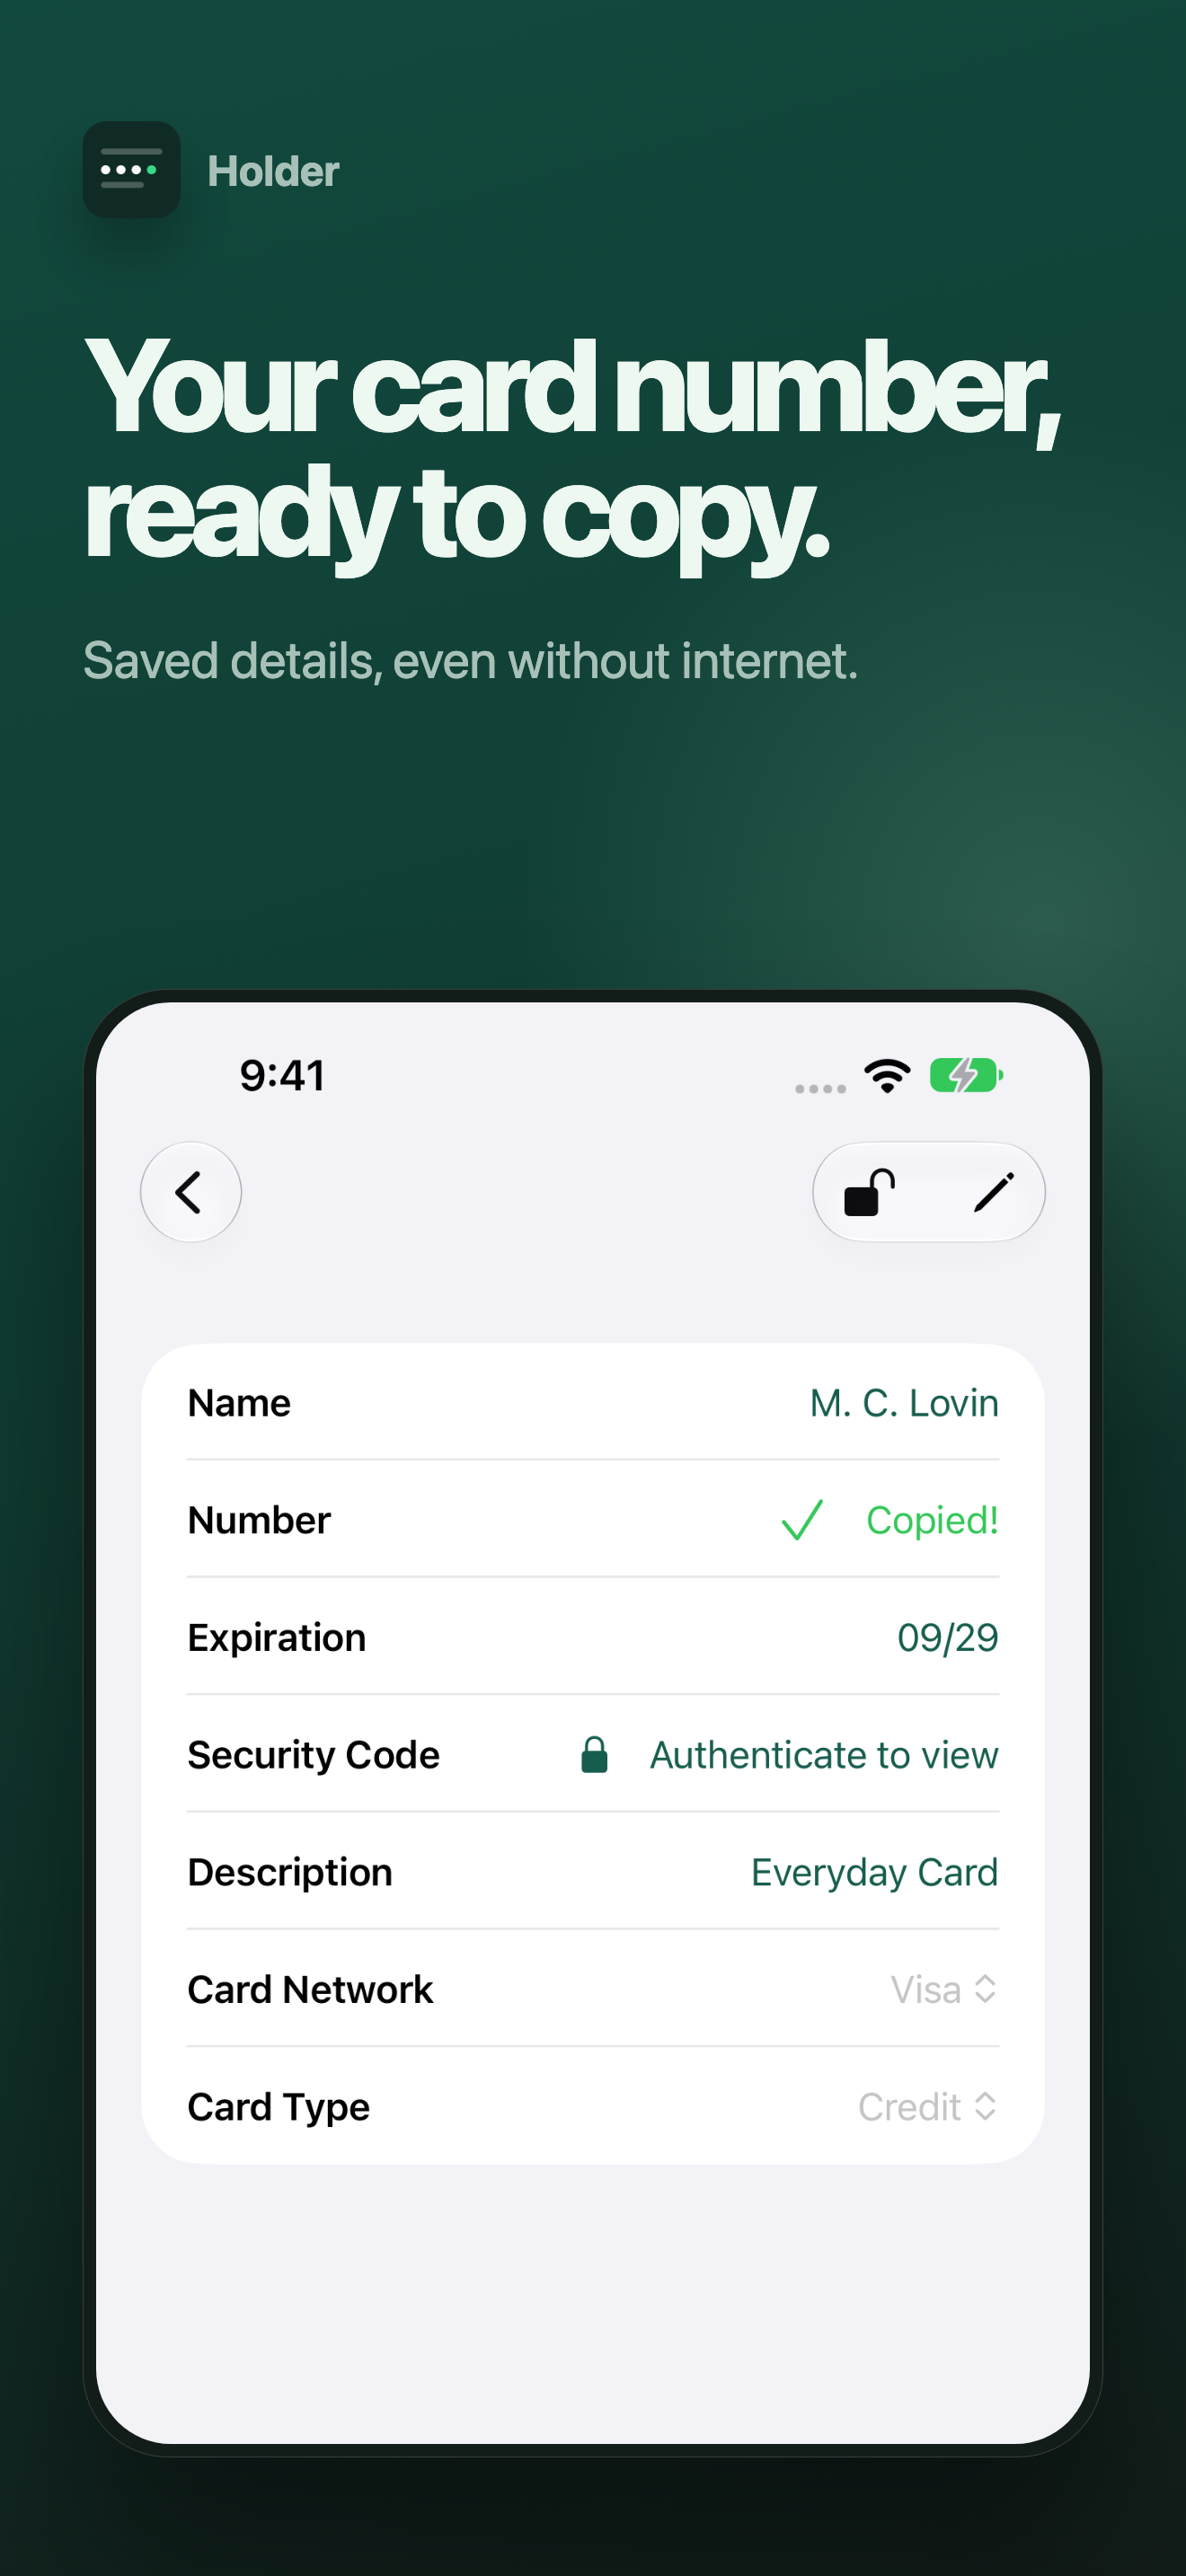 Holder
Your card number,
ready to copy.
Saved details, even without internet.
9:41
Name M. C. Lovin
Number Copied!
Expiration 09/29
Security Code Authenticate to view
Description Everyday Card
Card Network Visa
Card Type Credit